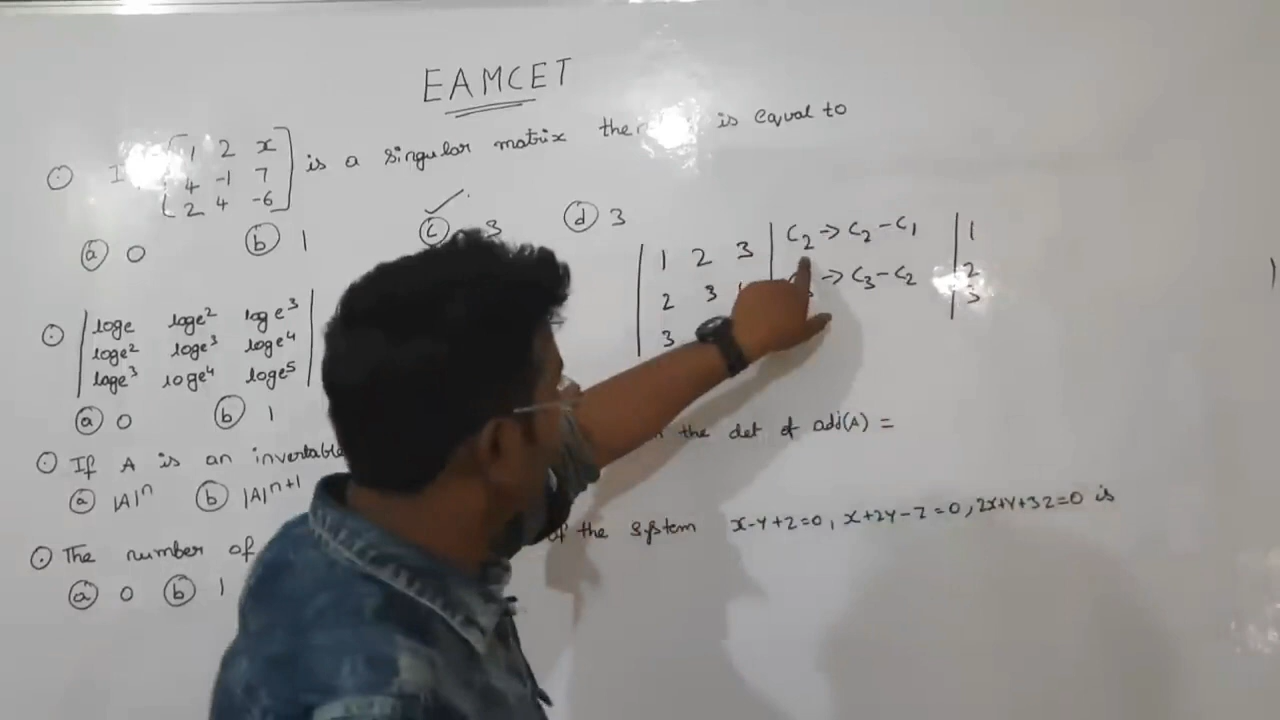 EAMCET
1 2 x is a singular matrix is equal to
4 -1 7
2 4 -6
ⓐ 0 ⓑ 1 ⓒ 3 ⓓ 3
loge loge² loge³
loge² loge³ loge⁴
loge³ loge⁴ loge⁵
1 2 3 C₂→C₂-C₁ 1
2 3 →C₃-C₂ 2
3 3
ⓐ 0 ⓑ 1
If A is an invertable the det of adj(A) =
ⓐ |A|ⁿ ⓑ |A|ⁿ⁺¹
The number of of the system x-y+z=0, x+2y-z=0, 2x+y+3z=0 is
ⓐ 0 ⓑ 1